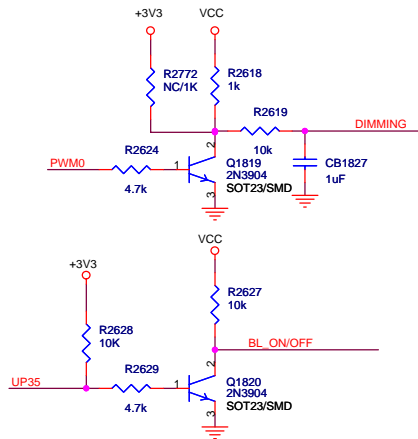 +3V3
VCC
R2772
NC/1K
R2618
1k
R2619
10k
DIMMING
PWM0
R2624
4.7k
1
2
3
Q1819
2N3904
SOT23/SMD
CB1827
1uF
VCC
+3V3
R2627
10k
R2628
10K
BL_ON/OFF
UP35
R2629
4.7k
1
2
3
Q1820
2N3904
SOT23/SMD